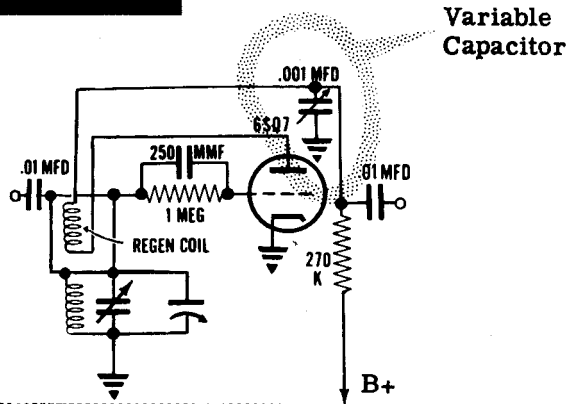 Variable
Capacitor
.001 MFD
6SQ7
250 MMF
.01 MFD
.01 MFD
1 MEG
REGEN COIL
270
K
B+